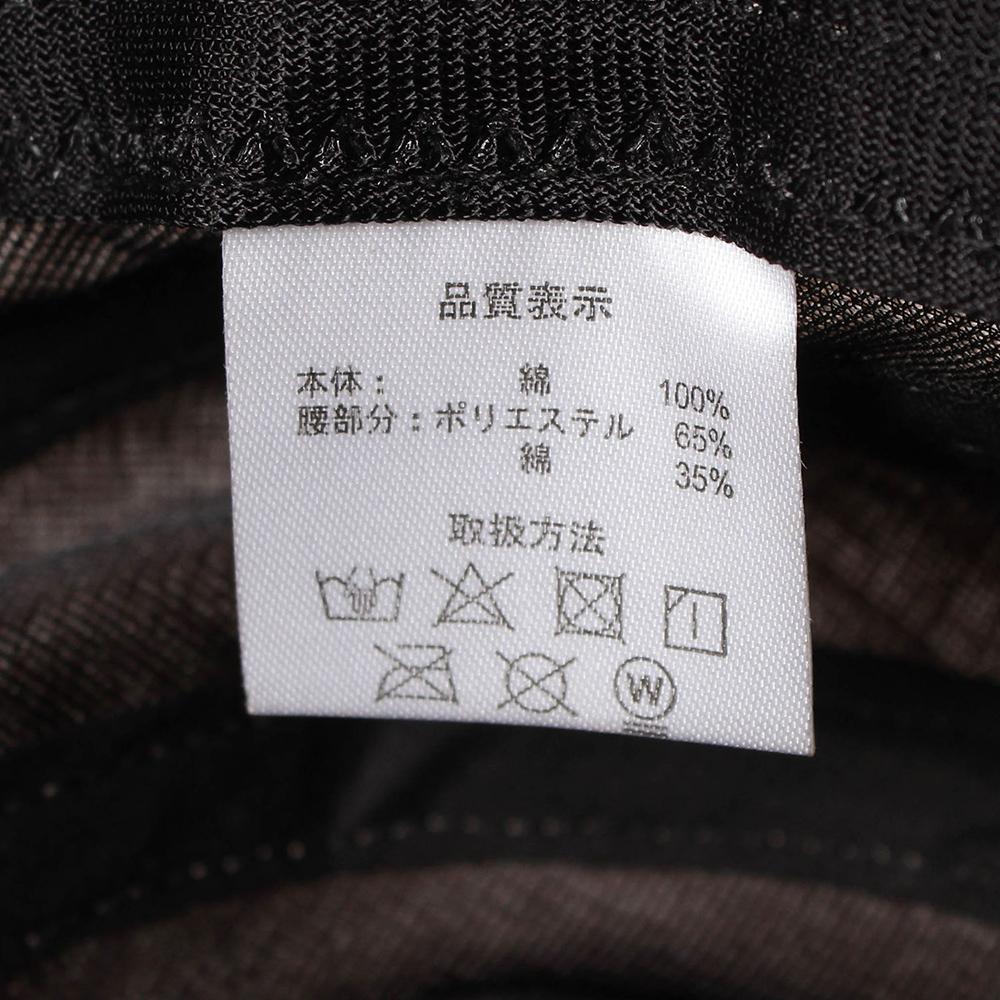 品質表示
本体： 綿 100%
腰部分：ポリエステル 65%
綿 35%
取扱方法
W